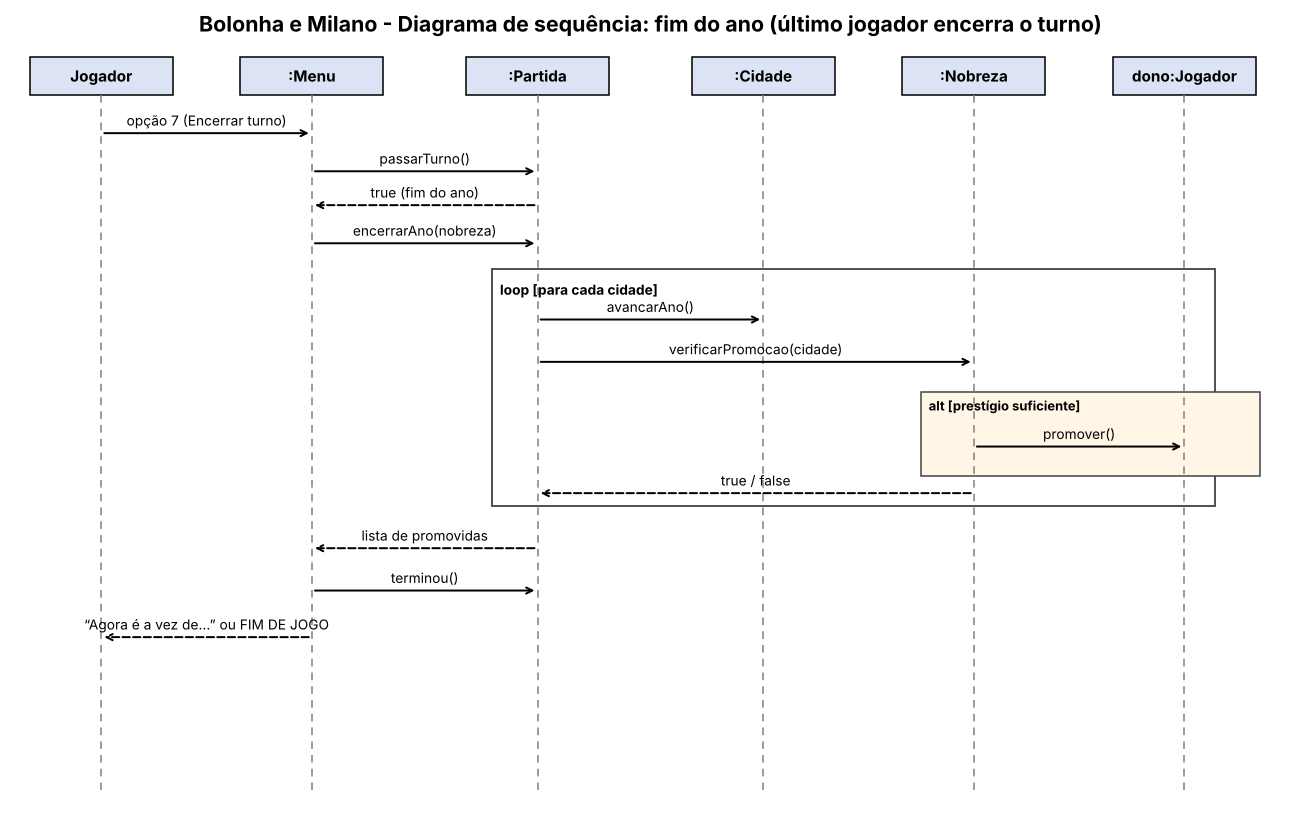 Bolonha e Milano - Diagrama de sequência: fim do ano (último jogador encerra o turno)
Jogador
:Menu
:Partida
:Cidade
:Nobreza
dono:Jogador
opção 7 (Encerrar turno)
passarTurno()
true (fim do ano)
encerrarAno(nobreza)
loop [para cada cidade]
avancarAno()
verificarPromocao(cidade)
alt [prestígio suficiente]
promover()
true / false
lista de promovidas
terminou()
“Agora é a vez de...” ou FIM DE JOGO